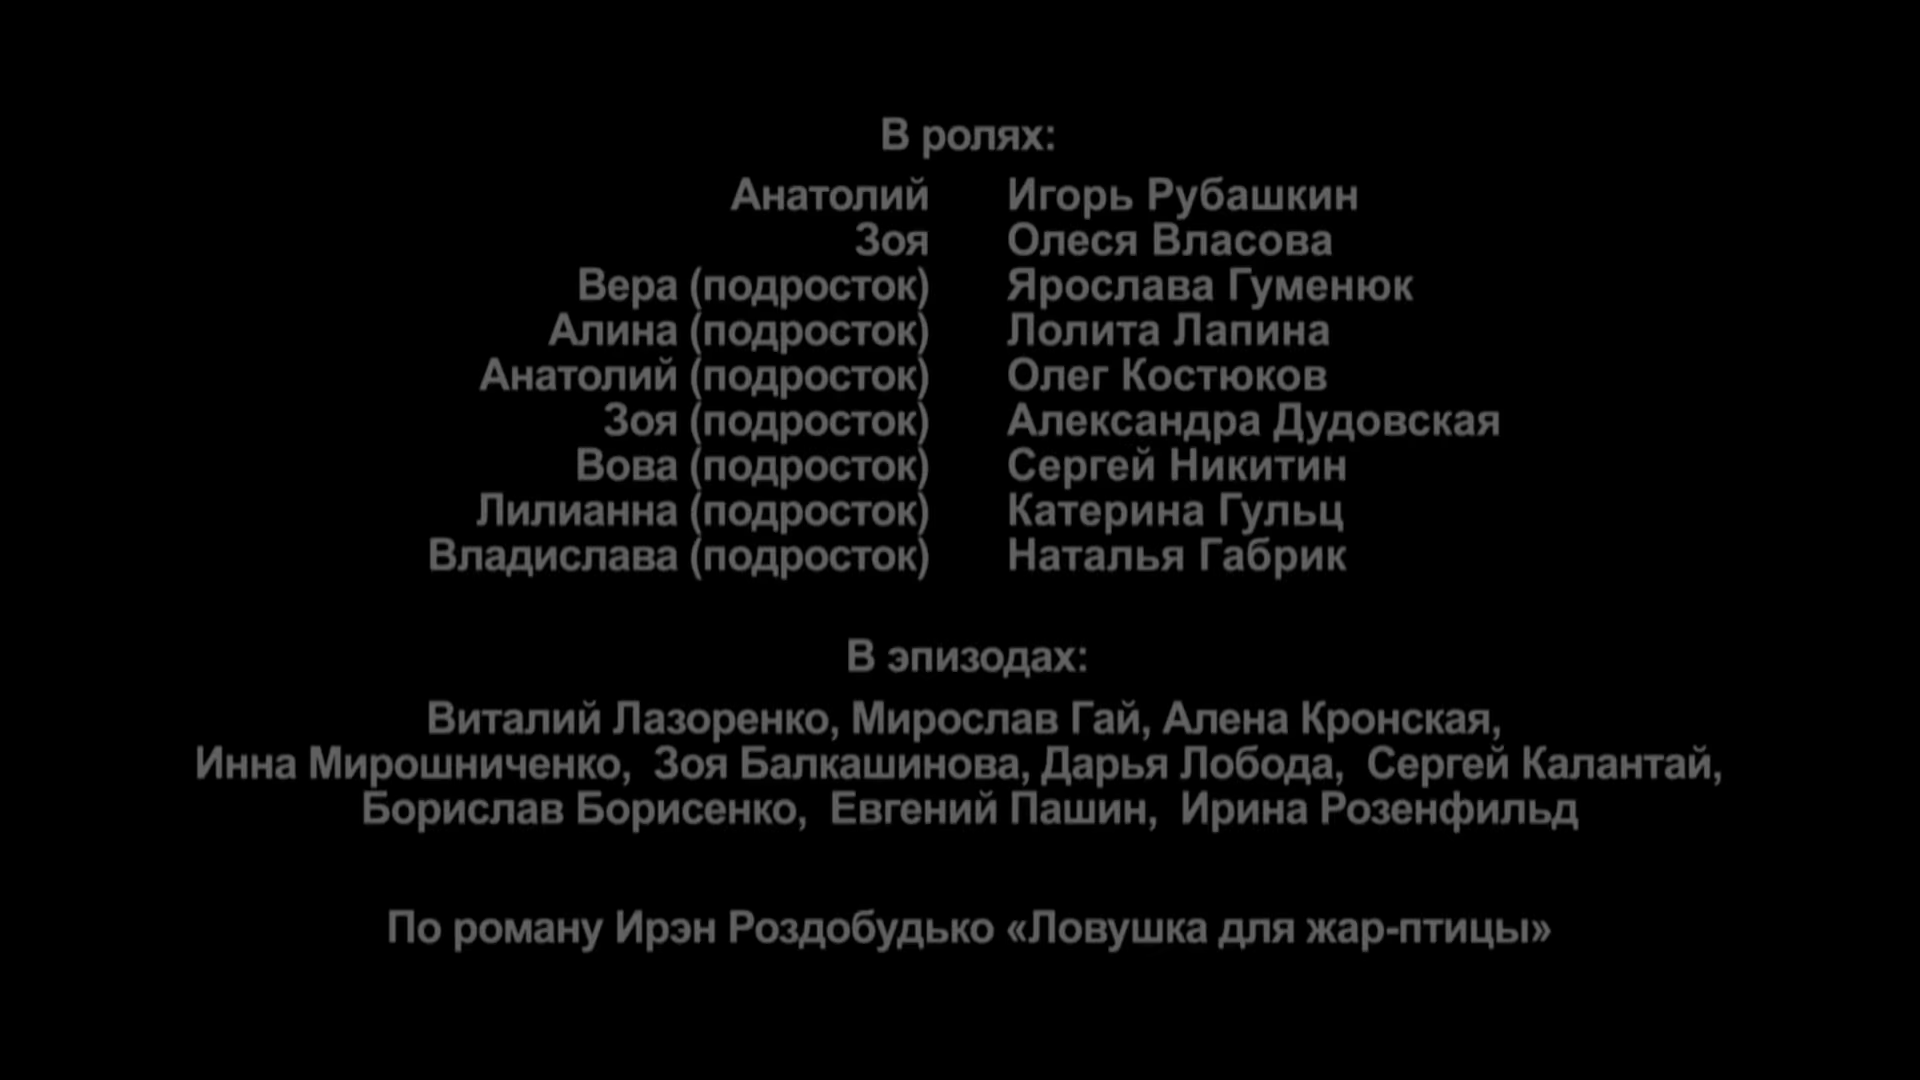 В ролях:
Анатолий Игорь Рубашкин
Зоя Олеся Власова
Вера (подросток) Ярослава Гуменюк
Алина (подросток) Лолита Лапина
Анатолий (подросток) Олег Костюков
Зоя (подросток) Александра Дудовская
Вова (подросток) Сергей Никитин
Лилианна (подросток) Катерина Гульц
Владислава (подросток) Наталья Габрик
В эпизодах:
Виталий Лазоренко, Мирослав Гай, Алена Кронская,
Инна Мирошниченко, Зоя Балкашинова, Дарья Лобода, Сергей Калантай,
Борислав Борисенко, Евгений Пашин, Ирина Розенфильд
По роману Ирэн Роздобудько «Ловушка для жар-птицы»